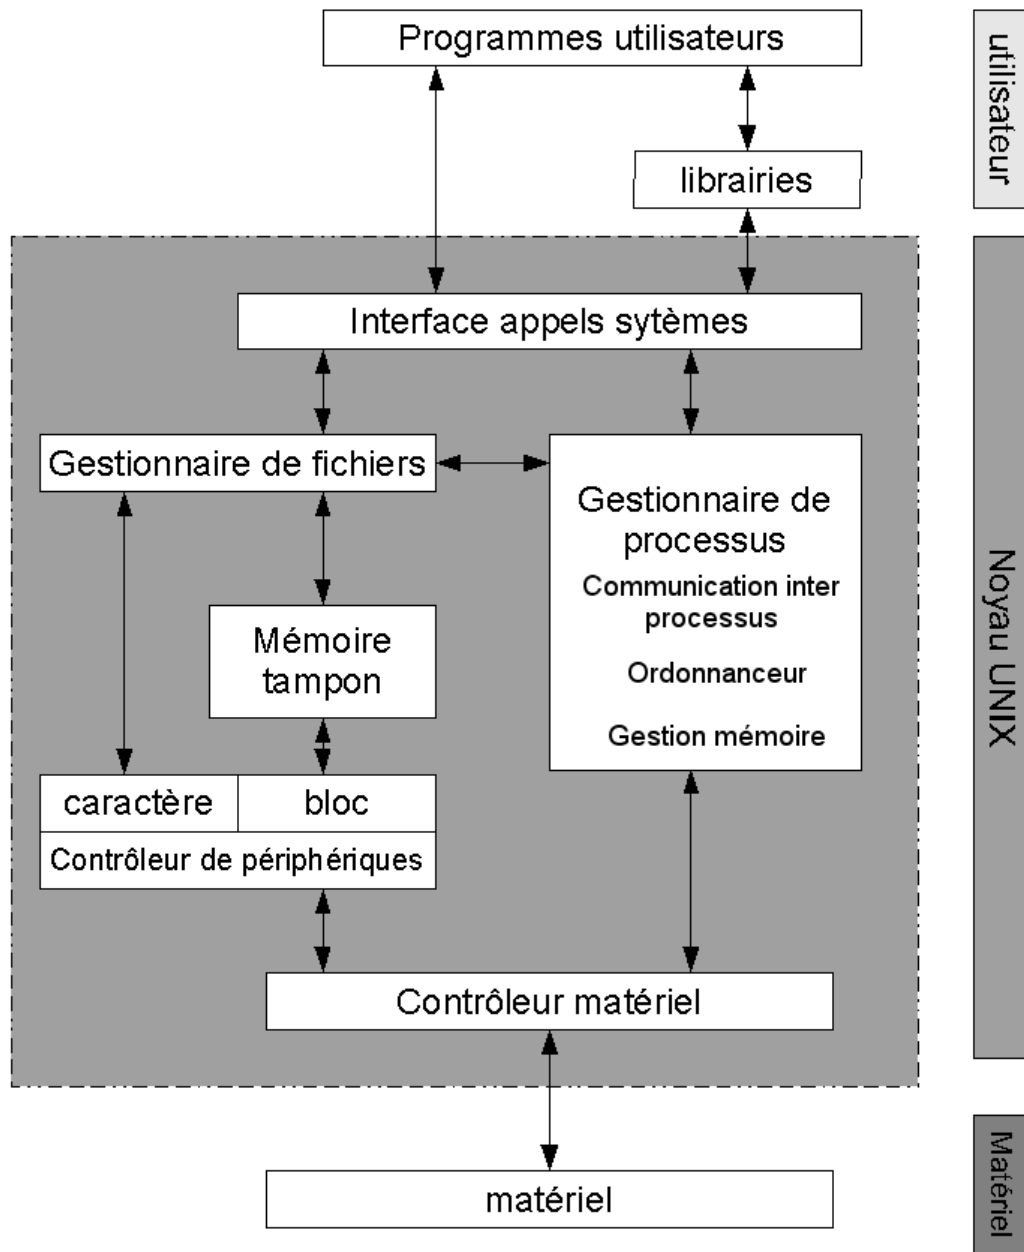 Programmes utilisateurs
utilisateur
librairies
Interface appels sytèmes
Gestionnaire de fichiers
Gestionnaire de
processus
Communication inter
processus
Ordonnanceur
Gestion mémoire
Noyau UNIX
Mémoire
tampon
caractère
bloc
Contrôleur de périphériques
Contrôleur matériel
matériel
Matériel